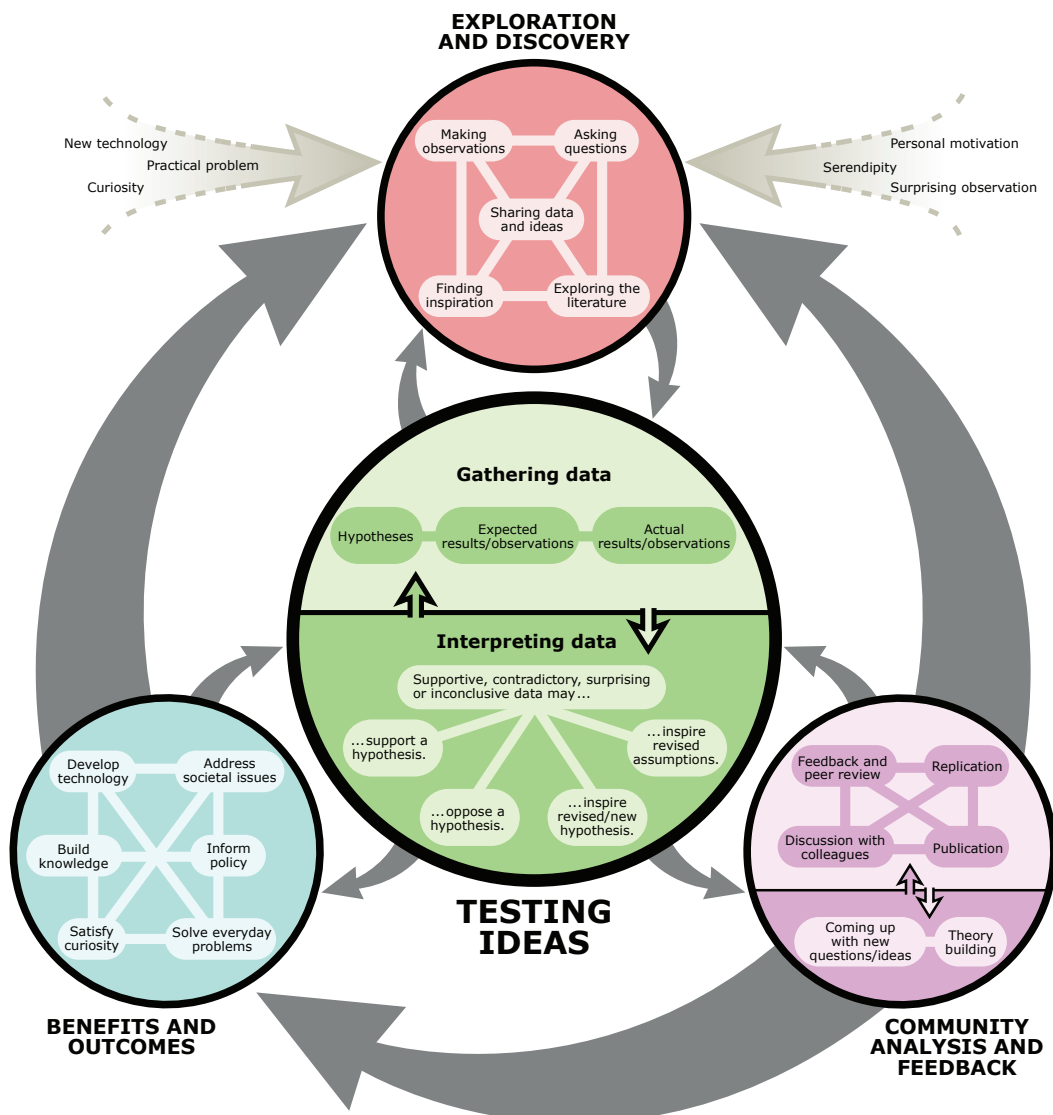 EXPLORATION
AND DISCOVERY
New technology
Practical problem
Curiosity
Personal motivation
Serendipity
Surprising observation
Making
observations
Asking
questions
Sharing data
and ideas
Finding
inspiration
Exploring the
literature
Gathering data
Hypotheses
Expected
results/observations
Actual
results/observations
Interpreting data
Supportive, contradictory, surprising
or inconclusive data may...
...support a
hypothesis.
...oppose a
hypothesis.
...inspire
revised/new
hypothesis.
...inspire
revised
assumptions.
TESTING
IDEAS
Develop
technology
Address
societal issues
Build
knowledge
Inform
policy
Satisfy
curiosity
Solve everyday
problems
BENEFITS AND
OUTCOMES
Feedback and
peer review
Replication
Discussion with
colleagues
Publication
Coming up
with new
questions/ideas
Theory
building
COMMUNITY
ANALYSIS AND
FEEDBACK